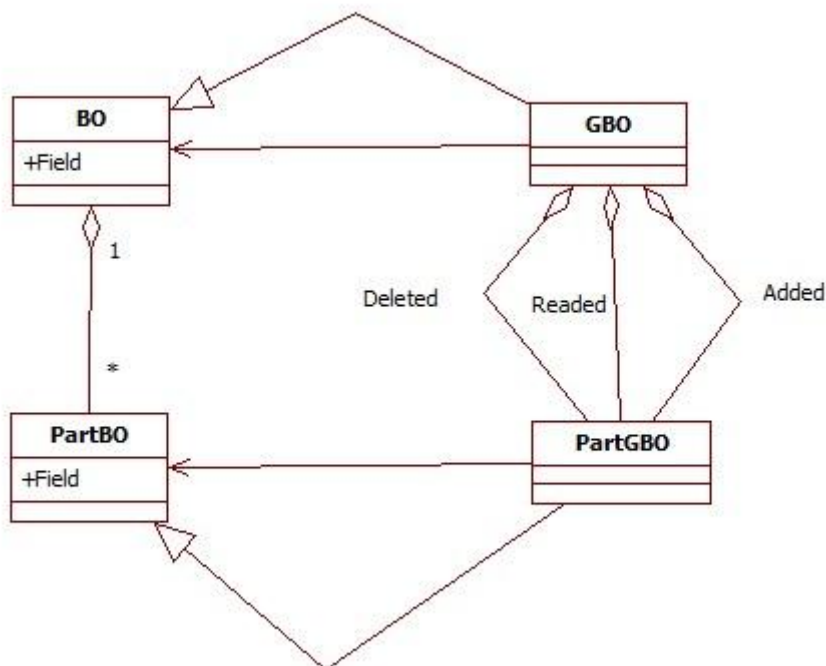 BO
GBO
+Field
1
Deleted
Readed
Added
*
PartBO
PartGBO
+Field